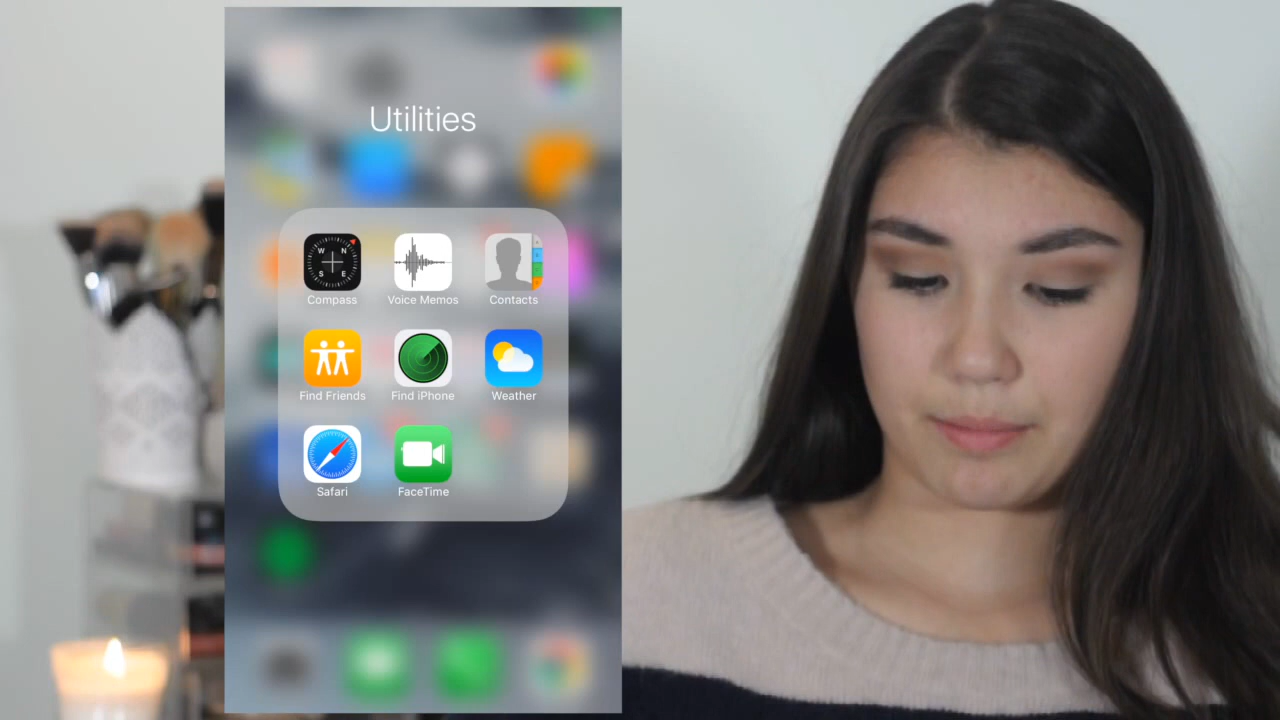 Utilities
W N
S E
Compass Voice Memos Contacts
Find Friends Find iPhone Weather
Safari FaceTime